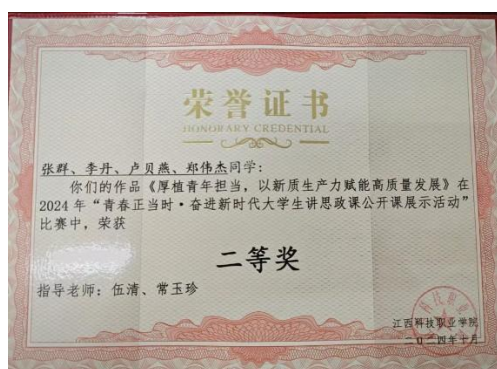 荣誉证书
HONORARY CREDENTIAL
张群、李丹、卢贝燕、郑伟杰同学：
你们的作品《厚植青年担当，以新质生产力赋能高质量发展》在
2024年“青春正当时·奋进新时代大学生讲思政课公开课展示活动”
比赛中，荣获
二等奖
指导老师：伍清、常玉珍
江西科技职业学院
二〇二四年十月